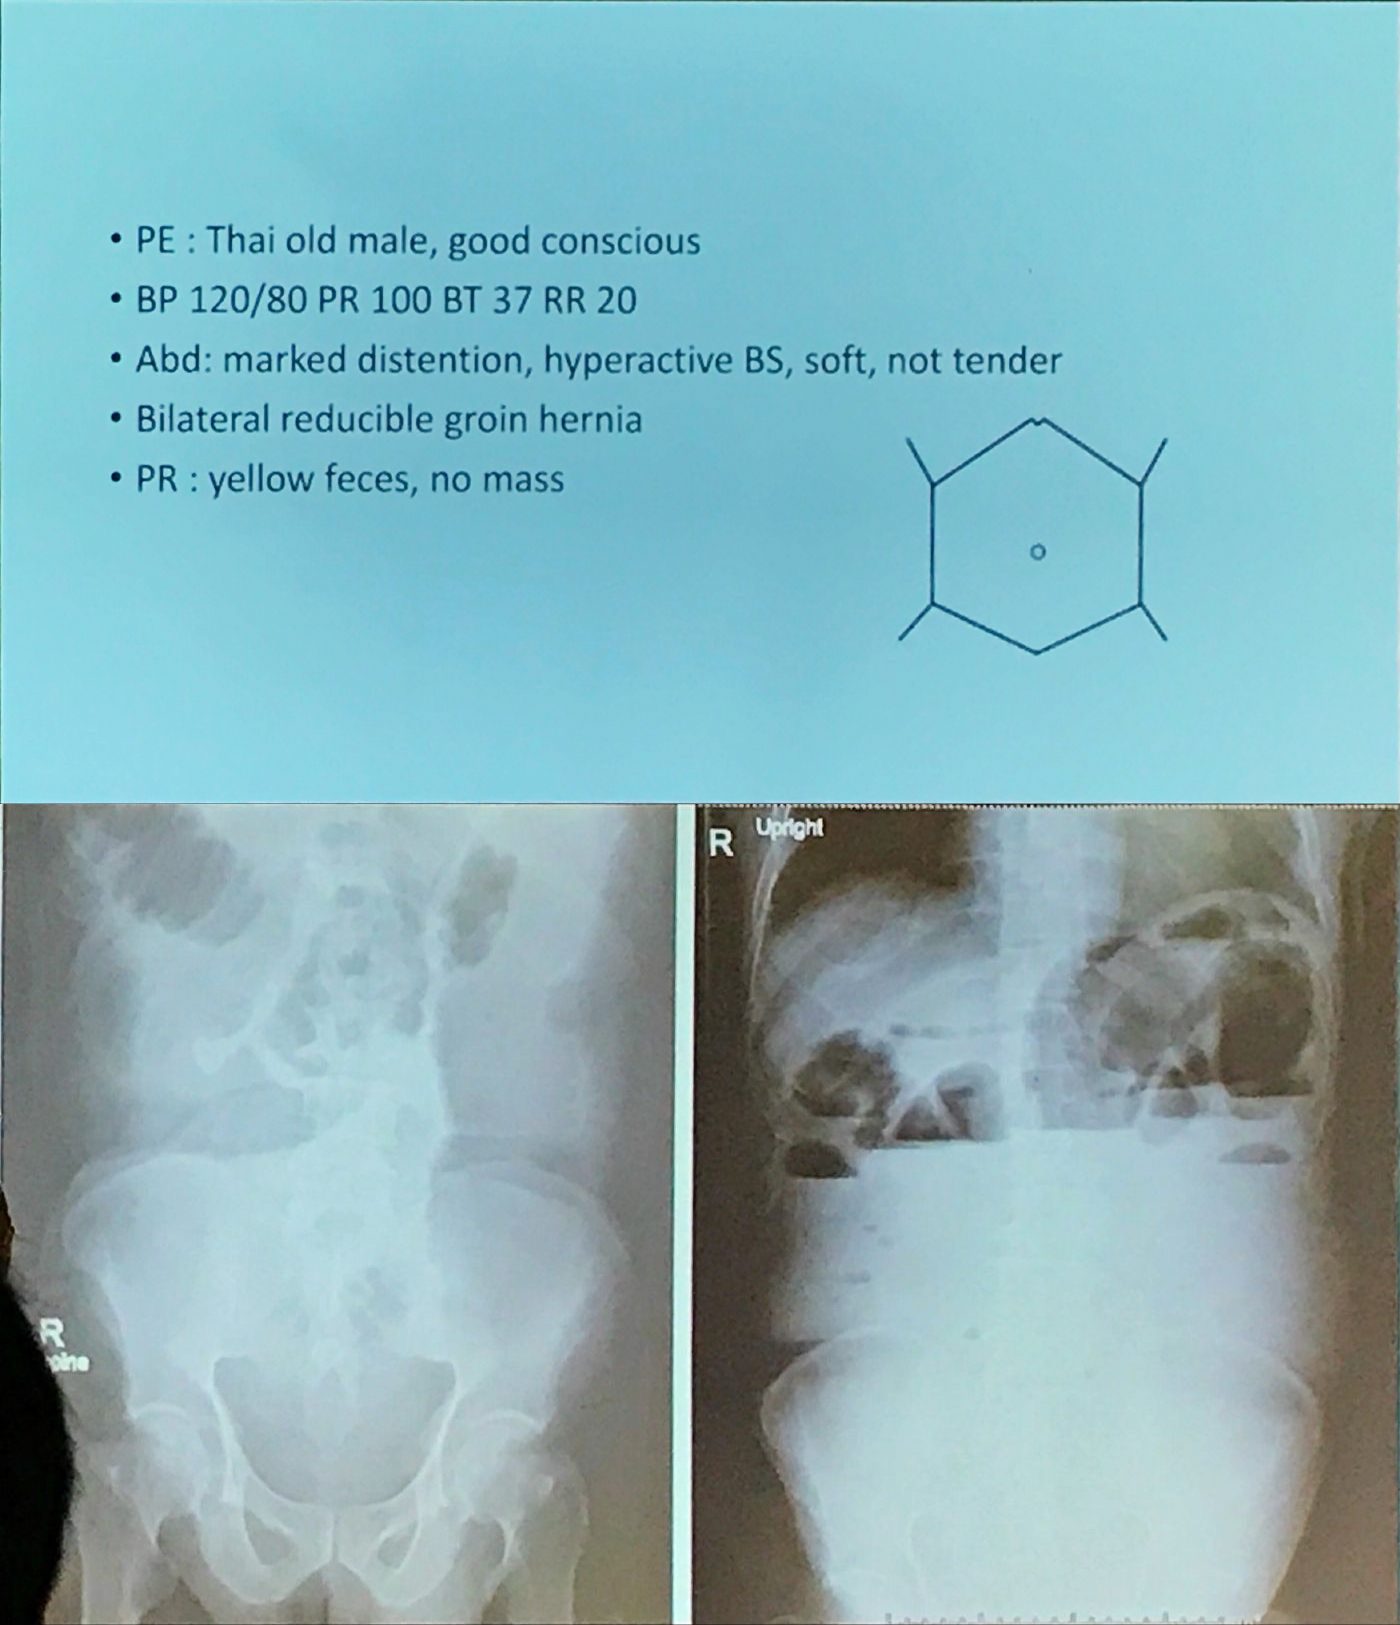 • PE : Thai old male, good conscious
• BP 120/80 PR 100 BT 37 RR 20
• Abd: marked distention, hyperactive BS, soft, not tender
• Bilateral reducible groin hernia
• PR : yellow feces, no mass
R
Upright
R